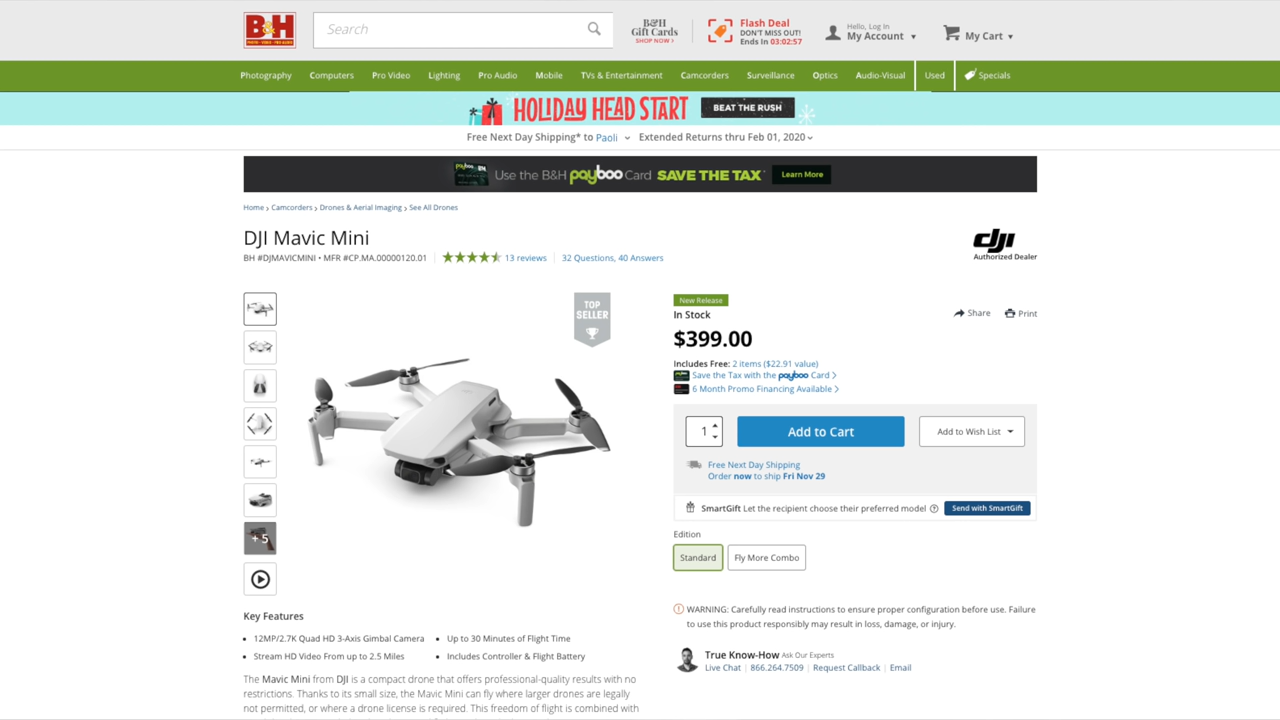 B&H
PHOTO · VIDEO · PRO AUDIO
Search
B&H
Gift Cards
SHOP NOW >
Flash Deal
DON'T MISS OUT!
Ends In 03:02:57
Hello, Log In
My Account
My Cart
Photography Computers Pro Video Lighting Pro Audio Mobile TVs & Entertainment Camcorders Surveillance Optics Audio-Visual Used Specials
HOLIDAY HEAD START BEAT THE RUSH
Free Next Day Shipping* to Paoli Extended Returns thru Feb 01, 2020
payboo Use the B&H payboo Card SAVE THE TAX* Learn More
Home > Camcorders > Drones & Aerial Imaging > See All Drones
DJI Mavic Mini
BH #DJMAVICMINI • MFR #CP.MA.00000120.01 13 reviews 32 Questions, 40 Answers
dji
Authorized Dealer
TOP
SELLER
+ 5
New Release
In Stock
Share Print
$399.00
Includes Free: 2 items ($22.91 value)
Save the Tax with the payboo Card >
6 Month Promo Financing Available >
1 Add to Cart Add to Wish List
Free Next Day Shipping
Order now to ship Fri Nov 29
SmartGift Let the recipient choose their preferred model ? Send with SmartGift
Edition
Standard Fly More Combo
WARNING: Carefully read instructions to ensure proper configuration before use. Failure
to use this product responsibly may result in loss, damage, or injury.
True Know-How Ask Our Experts
Live Chat | 866.264.7509 | Request Callback | Email
Key Features
• 12MP/2.7K Quad HD 3-Axis Gimbal Camera
• Up to 30 Minutes of Flight Time
• Stream HD Video From up to 2.5 Miles
• Includes Controller & Flight Battery
The Mavic Mini from DJI is a compact drone that offers professional-quality results with no
restrictions. Thanks to its small size, the Mavic Mini can fly where larger drones are legally
not permitted, or where a drone license is required. This freedom of flight is combined with